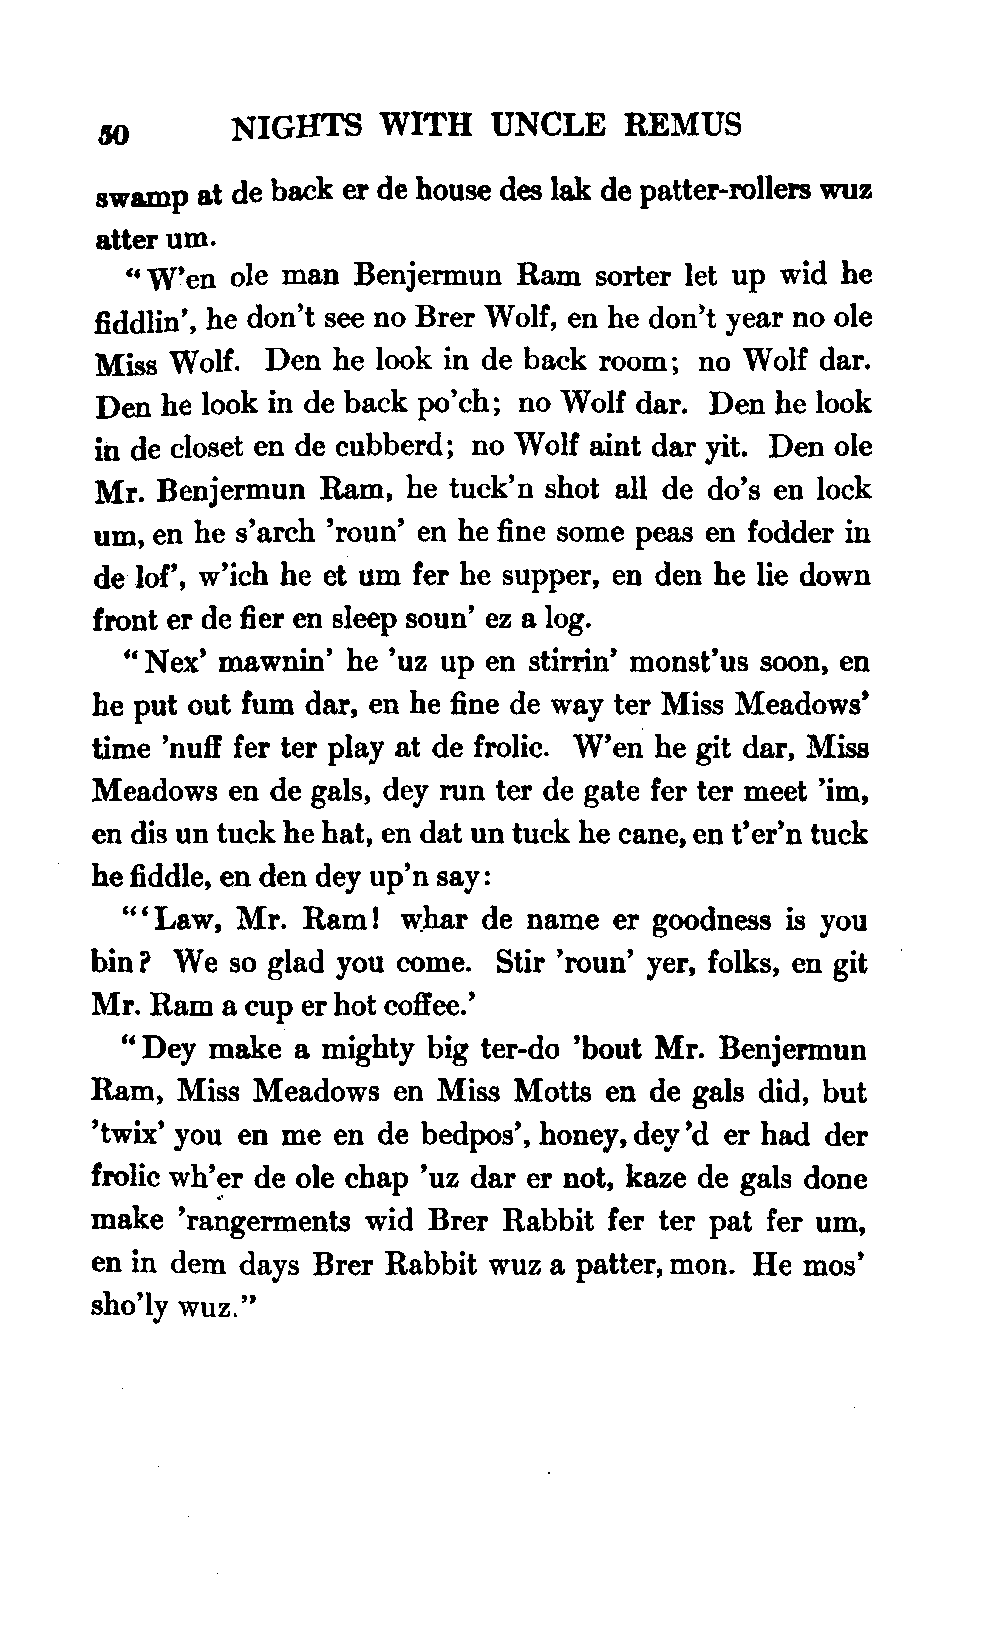 50 NIGHTS WITH UNCLE REMUS
swamp at de back er de house des lak de patter-rollers wuz
atter um.
"W'en ole man Benjermun Ram sorter let up wid he
fiddlin', he don't see no Brer Wolf, en he don't year no ole
Miss Wolf. Den he look in de back room; no Wolf dar.
Den he look in de back po'ch; no Wolf dar. Den he look
in de closet en de cubberd; no Wolf aint dar yit. Den ole
Mr. Benjermun Ram, he tuck'n shot all de do's en lock
um, en he s'arch 'roun' en he fine some peas en fodder in
de lof', w'ich he et um fer he supper, en den he lie down
front er de fier en sleep soun' ez a log.
"Nex' mawnin' he 'uz up en stirrin' monst'us soon, en
he put out fum dar, en he fine de way ter Miss Meadows'
time 'nuff fer ter play at de frolic. W'en he git dar, Miss
Meadows en de gals, dey run ter de gate fer ter meet 'im,
en dis un tuck he hat, en dat un tuck he cane, en t'er'n tuck
he fiddle, en den dey up'n say:
"'Law, Mr. Ram! whar de name er goodness is you
bin? We so glad you come. Stir 'roun' yer, folks, en git
Mr. Ram a cup er hot coffee.'
"Dey make a mighty big ter-do 'bout Mr. Benjermun
Ram, Miss Meadows en Miss Motts en de gals did, but
'twix' you en me en de bedpos', honey, dey'd er had der
frolic wh'er de ole chap 'uz dar er not, kaze de gals done
make 'rangerments wid Brer Rabbit fer ter pat fer um,
en in dem days Brer Rabbit wuz a patter, mon. He mos'
sho'ly wuz."